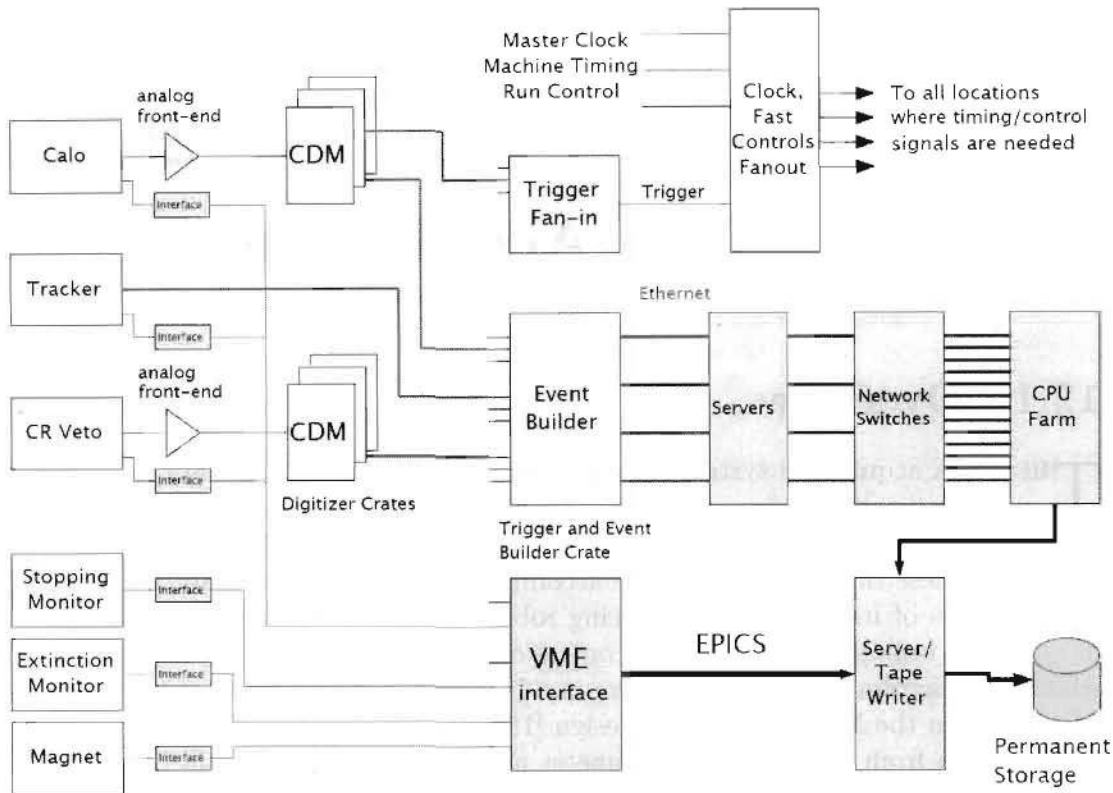 Master Clock
Machine Timing
Run Control
Clock,
Fast
Controls
Fanout
To all locations
where timing/control
signals are needed
analog
front-end
Calo
Interface
CDM
Trigger
Fan-in
Trigger
Tracker
Interface
Ethernet
analog
front-end
CR Veto
Interface
CDM
Digitizer Crates
Event
Builder
Servers
Network
Switches
CPU
Farm
Trigger and Event
Builder Crate
Stopping
Monitor
Interface
Extinction
Monitor
Interface
Magnet
Interface
VME
interface
EPICS
Server/
Tape
Writer
Permanent
Storage